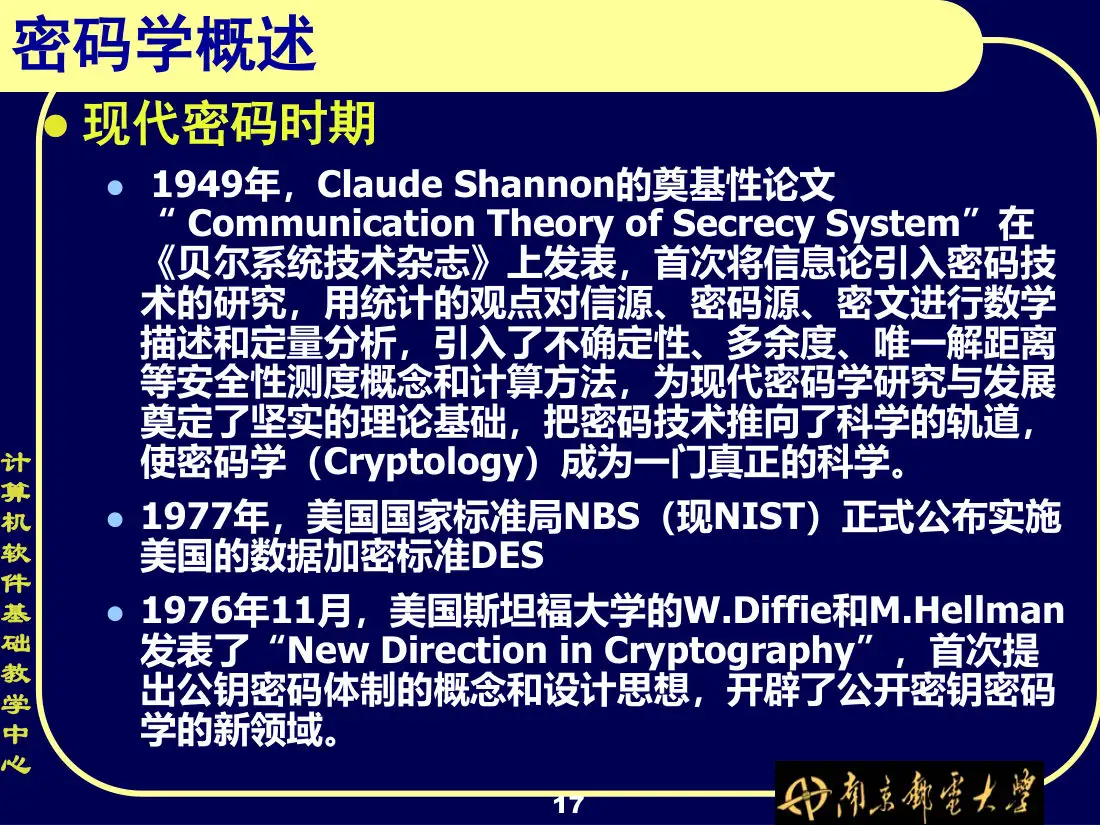 密码学概述
现代密码时期
1949年，Claude Shannon的奠基性论文
“ Communication Theory of Secrecy System”在
《贝尔系统技术杂志》上发表，首次将信息论引入密码技
术的研究，用统计的观点对信源、密码源、密文进行数学
描述和定量分析，引入了不确定性、多余度、唯一解距离
等安全性测度概念和计算方法，为现代密码学研究与发展
奠定了坚实的理论基础，把密码技术推向了科学的轨道，
使密码学（Cryptology）成为一门真正的科学。
1977年，美国国家标准局NBS（现NIST）正式公布实施
美国的数据加密标准DES
1976年11月，美国斯坦福大学的W.Diffie和M.Hellman
发表了“New Direction in Cryptography”，首次提
出公钥密码体制的概念和设计思想，开辟了公开密钥密码
学的新领域。
计算机软件基础教学中心
17
南京郵電大學